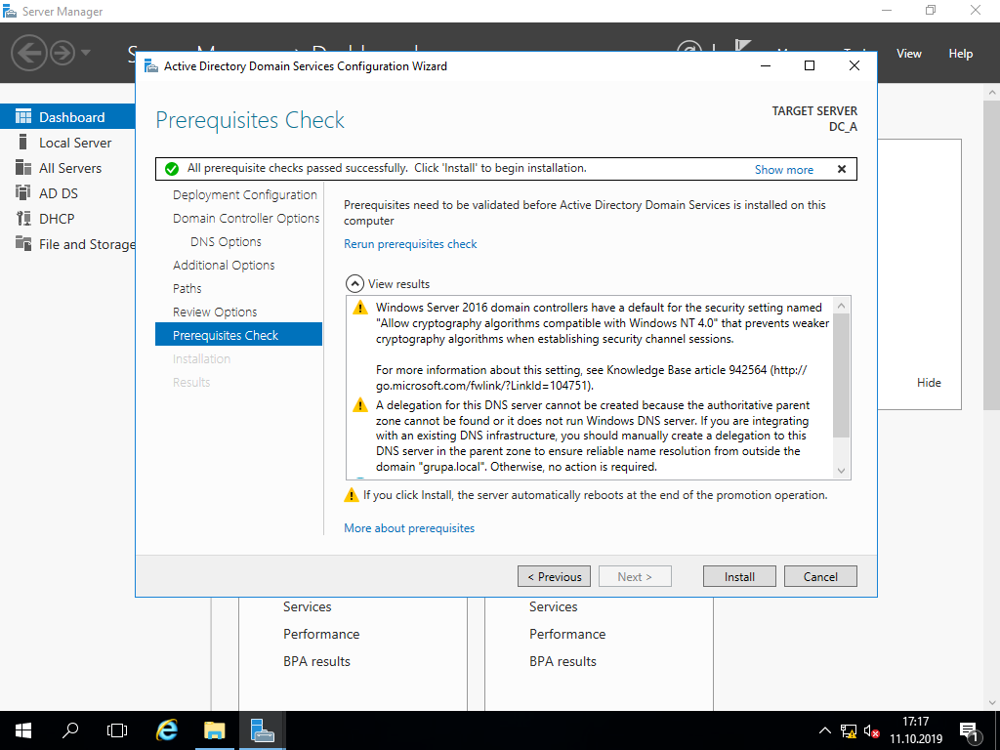 Server Manager
View
Help
Active Directory Domain Services Configuration Wizard
Prerequisites Check
TARGET SERVER
DC_A
All prerequisite checks passed successfully. Click 'Install' to begin installation.
Show more
Dashboard
Local Server
All Servers
AD DS
DHCP
File and Storage
Deployment Configuration
Domain Controller Options
DNS Options
Additional Options
Paths
Review Options
Prerequisites Check
Installation
Results
Prerequisites need to be validated before Active Directory Domain Services is installed on this
computer
Rerun prerequisites check
View results
Windows Server 2016 domain controllers have a default for the security setting named
"Allow cryptography algorithms compatible with Windows NT 4.0" that prevents weaker
cryptography algorithms when establishing security channel sessions.
For more information about this setting, see Knowledge Base article 942564 (http://
go.microsoft.com/fwlink/?LinkId=104751).
A delegation for this DNS server cannot be created because the authoritative parent
zone cannot be found or it does not run Windows DNS server. If you are integrating
with an existing DNS infrastructure, you should manually create a delegation to this
DNS server in the parent zone to ensure reliable name resolution from outside the
domain "grupa.local". Otherwise, no action is required.
If you click Install, the server automatically reboots at the end of the promotion operation.
More about prerequisites
< Previous
Next >
Install
Cancel
Hide
Services
Performance
BPA results
Services
Performance
BPA results
17:17
11.10.2019
1